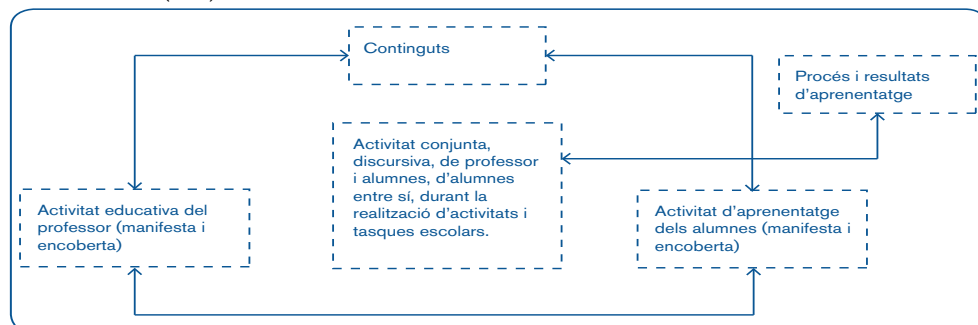 Continguts
Procés i resultats
d'aprenentatge
Activitat conjunta,
discursiva, de professor
i alumnes, d'alumnes
entre sí, durant la
realització d'activitats i
tasques escolars.
Activitat educativa del
professor (manifesta i
encoberta)
Activitat d'aprenentatge
dels alumnes (manifesta i
encoberta)